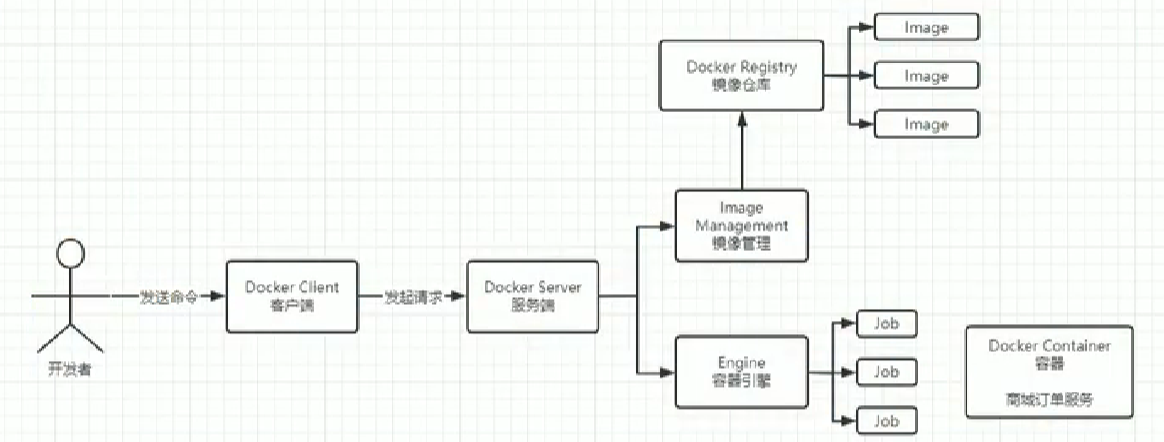 Image
Docker Registry
镜像仓库
Image
Image
Image
Management
镜像管理
发送命令
Docker Client
客户端
发起请求
Docker Server
服务端
开发者
Engine
容器引擎
Job
Job
Job
Docker Container
容器
商城订单服务